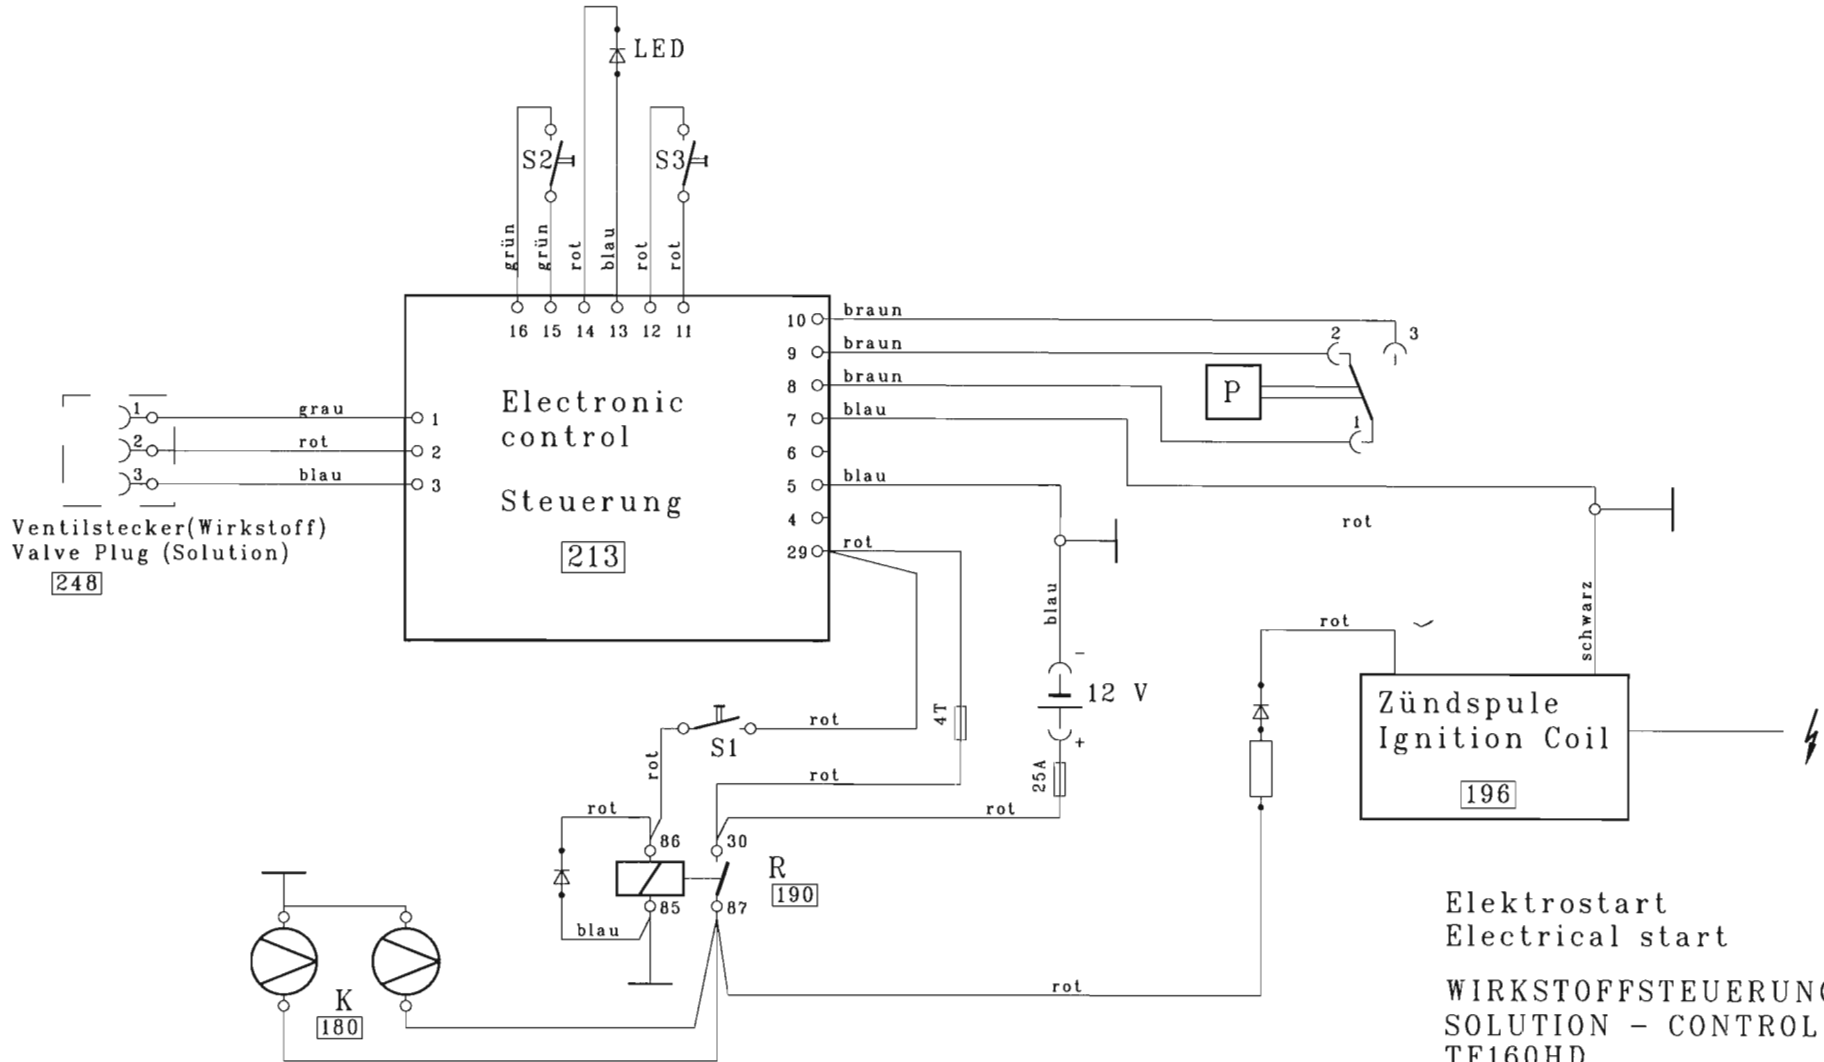 LED
S2
S3
grün
grün
rot
blau
rot
rot
16 15 14 13 12 11
10 braun
9 braun
8 braun
7 blau
6
5 blau
4
29 rot
2
3
P
1
Electronic
control
Steuerung
213
1 grau 1
2 rot 2
3 blau 3
Ventilstecker(Wirkstoff)
Valve Plug (Solution)
248
rot
schwarz
blau
-
12 V
+
25A
4T
rot
S1
rot
rot
rot
rot
rot
86
30
R
190
85
87
blau
K
180
rot
Zündspule
Ignition Coil
196
Elektrostart
Electrical start
WIRKSTOFFSTEUERUNG
SOLUTION - CONTROL
TF160HD